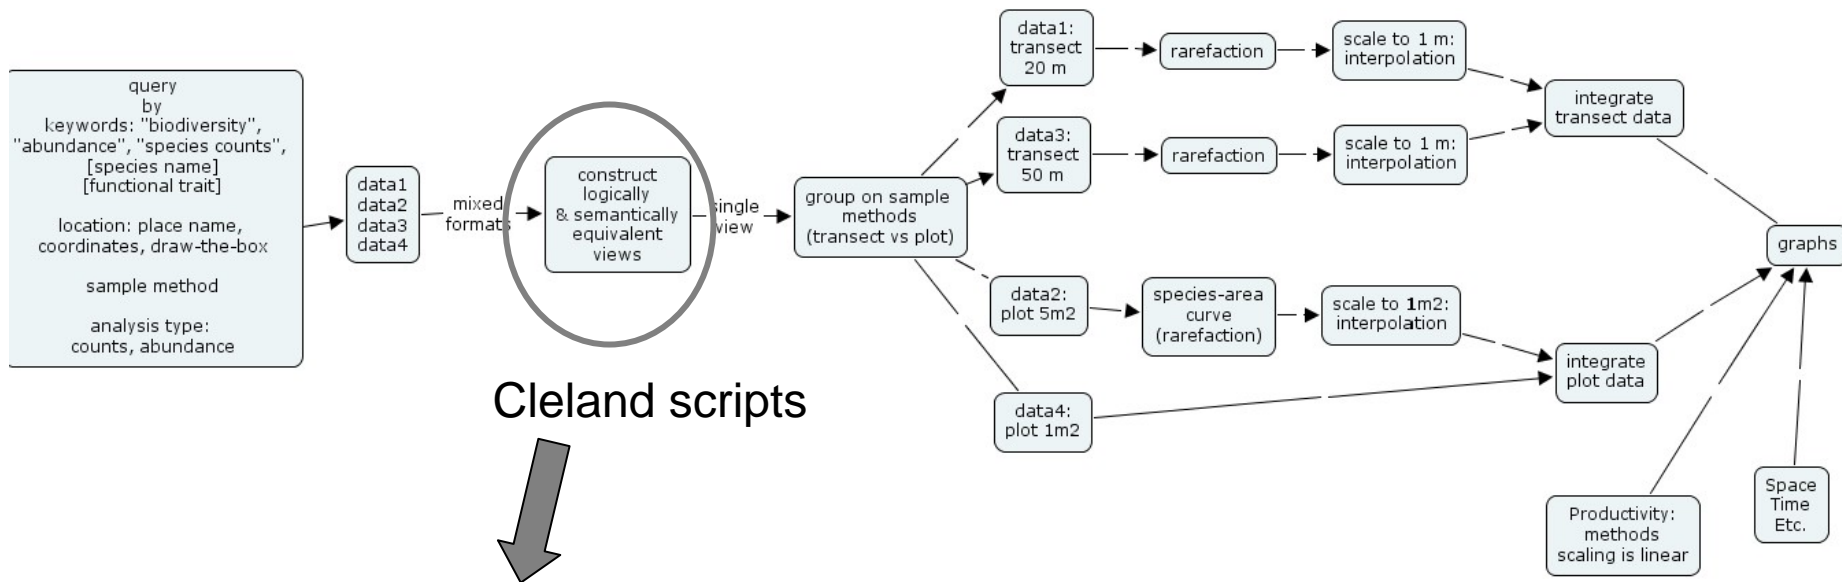 query
by
keywords: "biodiversity",
"abundance", "species counts",
[species name]
[functional trait]
location: place name,
coordinates, draw-the-box
sample method
analysis type:
counts, abundance
data1
data2
data3
data4
mixed
formats
construct
logically
& semantically
equivalent
views
single
view
group on sample
methods
(transect vs plot)
data1:
transect
20 m
rarefaction
scale to 1 m:
interpolation
data3:
transect
50 m
rarefaction
scale to 1 m:
interpolation
integrate
transect data
data2:
plot 5m2
species-area
curve
(rarefaction)
scale to 1m2:
interpolation
data4:
plot 1m2
integrate
plot data
graphs
Productivity:
methods
scaling is linear
Space
Time
Etc.
Cleland scripts